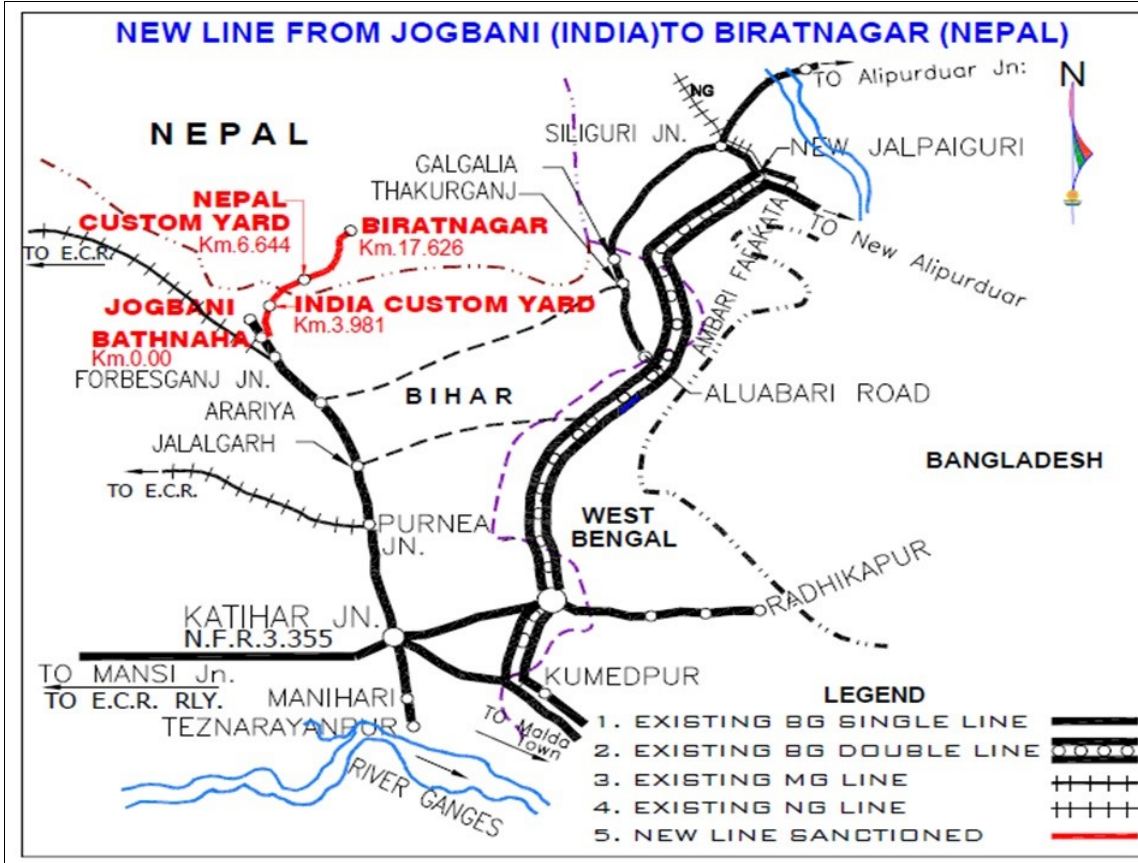 NEW LINE FROM JOGBANI (INDIA)TO BIRATNAGAR (NEPAL)
TO Alipurduar Jn:
N
NG
NEPAL
SILIGURI JN.
NEW JALPAIGURI
GALGALIA
THAKURGANJ
NEPAL
CUSTOM YARD
Km.6.644
BIRATNAGAR
Km.17.626
TO New Alipurduar
TO E.C.R.
AMBARI FALAKATA
JOGBANI
INDIA CUSTOM YARD
Km.3.981
BATHNAHA
Km.0.00
FORBESGANJ JN.
ARARIYA
BIHAR
ALUABARI ROAD
JALALGARH
BANGLADESH
TO E.C.R.
PURNEA
JN.
WEST
BENGAL
RADHIKAPUR
KATIHAR JN.
N.F.R.3.355
TO MANSI Jn.
TO E.C.R. RLY.
MANIHARI
TEZNARAYANPUR
KUMEDPUR
TO Malda
Town
RIVER GANGES
LEGEND
1. EXISTING BG SINGLE LINE
2. EXISTING BG DOUBLE LINE
3. EXISTING MG LINE
4. EXISTING NG LINE
5. NEW LINE SANCTIONED